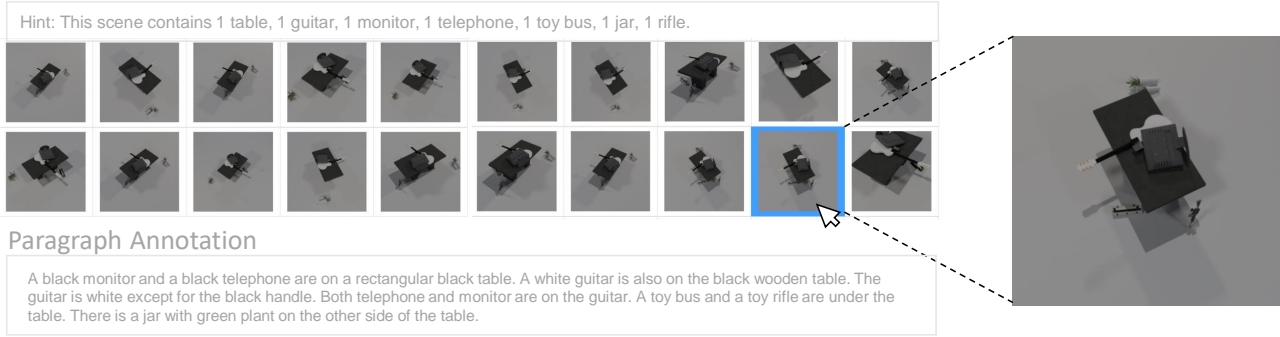 Hint: This scene contains 1 table, 1 guitar, 1 monitor, 1 telephone, 1 toy bus, 1 jar, 1 rifle.
Paragraph Annotation
A black monitor and a black telephone are on a rectangular black table. A white guitar is also on the black wooden table. The
guitar is white except for the black handle. Both telephone and monitor are on the guitar. A toy bus and a toy rifle are under the
table. There is a jar with green plant on the other side of the table.